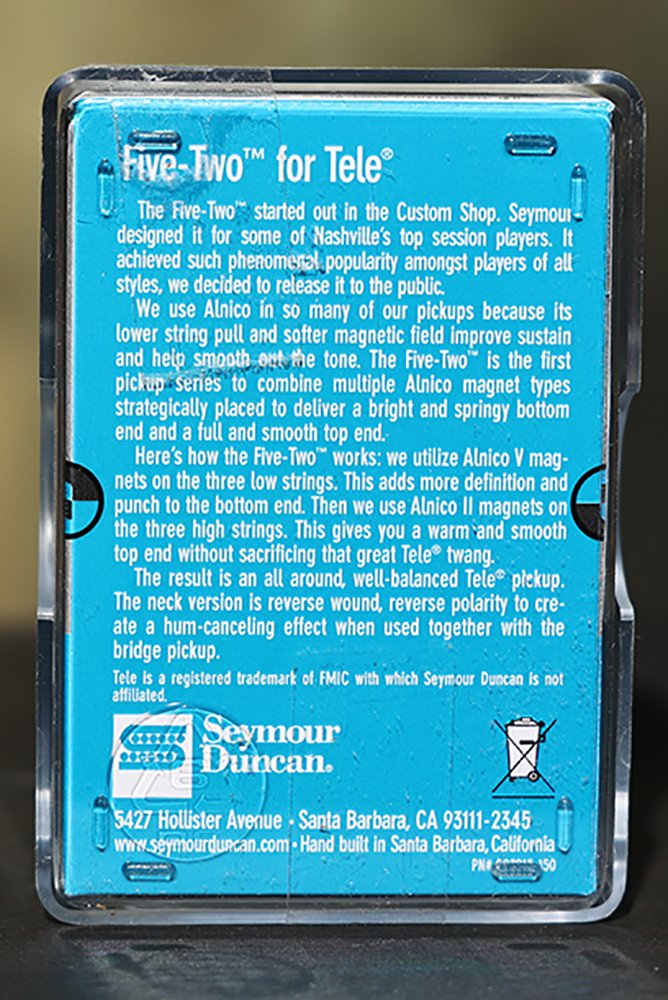 Five-Two™ for Tele®
The Five-Two™ started out in the Custom Shop. Seymour
designed it for some of Nashville's top session players. It
achieved such phenomenal popularity amongst players of all
styles, we decided to release it to the public.
We use Alnico in so many of our pickups because its
lower string pull and softer magnetic field improve sustain
and help smooth out the tone. The Five-Two™ is the first
pickup series to combine multiple Alnico magnet types
strategically placed to deliver a bright and springy bottom
end and a full and smooth top end.
Here's how the Five-Two™ works: we utilize Alnico V mag-
nets on the three low strings. This adds more definition and
punch to the bottom end. Then we use Alnico II magnets on
the three high strings. This gives you a warm and smooth
top end without sacrificing that great Tele® twang.
The result is an all around, well-balanced Tele® pickup.
The neck version is reverse wound, reverse polarity to cre-
ate a hum-canceling effect when used together with the
bridge pickup.
Tele is a registered trademark of FMIC with which Seymour Duncan is not
affiliated.
Seymour
Duncan®
5427 Hollister Avenue • Santa Barbara, CA 93111-2345
www.seymourduncan.com • Hand built in Santa Barbara, California
PN#